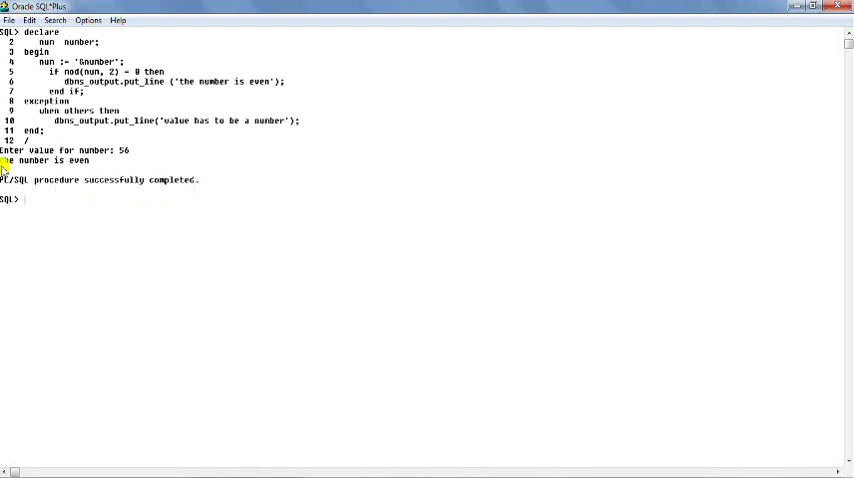 Oracle SQL*Plus
File Edit Search Options Help
SQL> declare
2 num number;
3 begin
4 num := '&number';
5 if mod(num, 2) = 0 then
6 dbms_output.put_line ('the number is even');
7 end if;
8 exception
9 when others then
10 dbms_output.put_line('value has to be a number');
11 end;
12 /
Enter value for number: 56
the number is even
PL/SQL procedure successfully completed.
SQL>